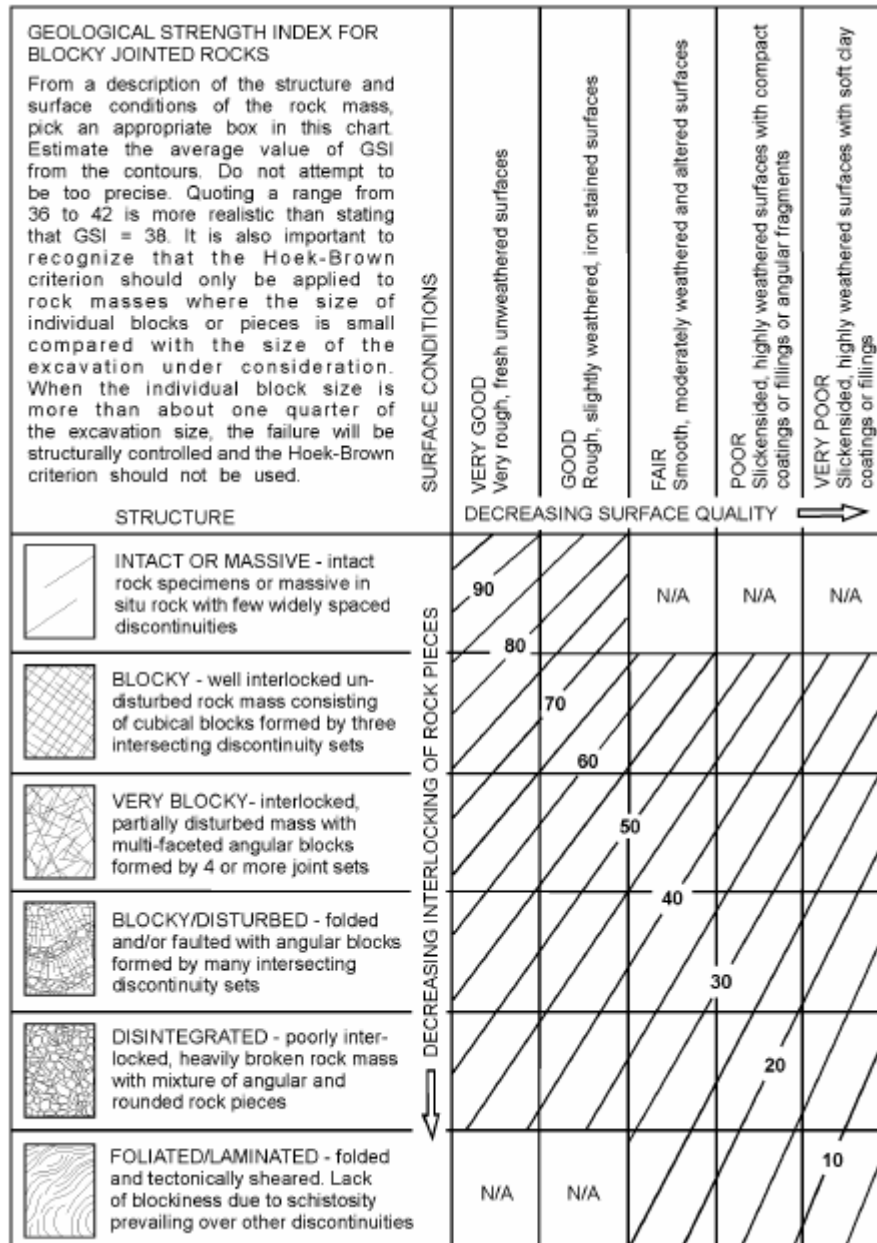 GEOLOGICAL STRENGTH INDEX FOR
BLOCKY JOINTED ROCKS
From a description of the structure and
surface conditions of the rock mass,
pick an appropriate box in this chart.
Estimate the average value of GSI
from the contours. Do not attempt to
be too precise. Quoting a range from
36 to 42 is more realistic than stating
that GSI = 38. It is also important to
recognize that the Hoek-Brown
criterion should only be applied to
rock masses where the size of
individual blocks or pieces is small
compared with the size of the
excavation under consideration.
When the individual block size is
more than about one quarter of
the excavation size, the failure will be
structurally controlled and the Hoek-Brown
criterion should not be used.
STRUCTURE
SURFACE CONDITIONS
VERY GOOD
Very rough, fresh unweathered surfaces
GOOD
Rough, slightly weathered, iron stained surfaces
FAIR
Smooth, moderately weathered and altered surfaces
POOR
Slickensided, highly weathered surfaces with compact
coatings or fillings or angular fragments
VERY POOR
Slickensided, highly weathered surfaces with soft clay
coatings or fillings
DECREASING SURFACE QUALITY
DECREASING INTERLOCKING OF ROCK PIECES
INTACT OR MASSIVE - intact
rock specimens or massive in
situ rock with few widely spaced
discontinuities
90
80
N/A
N/A
N/A
BLOCKY - well interlocked un-
disturbed rock mass consisting
of cubical blocks formed by three
intersecting discontinuity sets
70
60
VERY BLOCKY- interlocked,
partially disturbed mass with
multi-faceted angular blocks
formed by 4 or more joint sets
50
BLOCKY/DISTURBED - folded
and/or faulted with angular blocks
formed by many intersecting
discontinuity sets
40
30
DISINTEGRATED - poorly inter-
locked, heavily broken rock mass
with mixture of angular and
rounded rock pieces
20
FOLIATED/LAMINATED - folded
and tectonically sheared. Lack
of blockiness due to schistosity
prevailing over other discontinuities
N/A
N/A
10